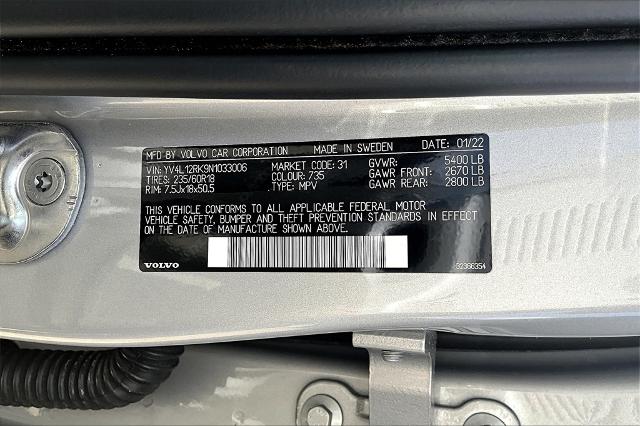 MFD BY VOLVO CAR CORPORATION MADE IN SWEDEN DATE: 01/22
VIN: YV4L12RK9N1033006 MARKET CODE: 31 GVWR: 5400 LB
TIRES: 235/60R18 COLOUR: 735 GAWR FRONT: 2670 LB
RIM: 7.5Jx18x50.5 TYPE: MPV GAWR REAR: 2800 LB
THIS VEHICLE CONFORMS TO ALL APPLICABLE FEDERAL MOTOR
VEHICLE SAFETY, BUMPER AND THEFT PREVENTION STANDARDS IN EFFECT
ON THE DATE OF MANUFACTURE SHOWN ABOVE.
VOLVO 32366354